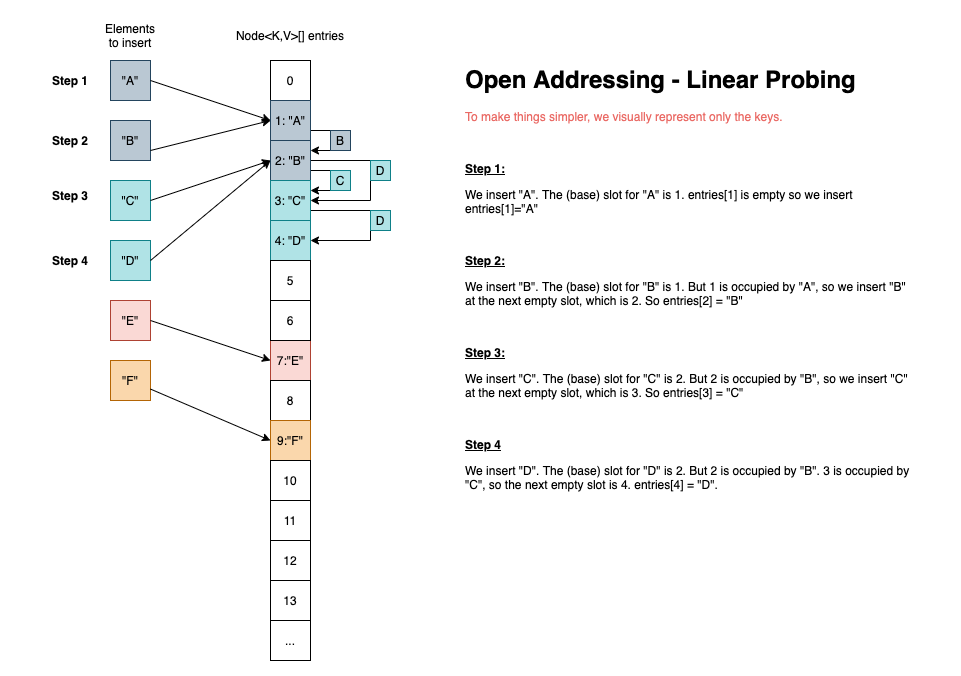 Elements
to insert
Node<K,V>[] entries
Step 1
"A"
Step 2
"B"
Step 3
"C"
Step 4
"D"
"E"
"F"
0
1: "A"
B
2: "B"
D
C
3: "C"
D
4: "D"
5
6
7:"E"
8
9:"F"
10
11
12
13
...
Open Addressing - Linear Probing
To make things simpler, we visually represent only the keys.
Step 1:
We insert "A". The (base) slot for "A" is 1. entries[1] is empty so we insert
entries[1]="A"
Step 2:
We insert "B". The (base) slot for "B" is 1. But 1 is occupied by "A", so we insert "B"
at the next empty slot, which is 2. So entries[2] = "B"
Step 3:
We insert "C". The (base) slot for "C" is 2. But 2 is occupied by "B", so we insert "C"
at the next empty slot, which is 3. So entries[3] = "C"
Step 4
We insert "D". The (base) slot for "D" is 2. But 2 is occupied by "B". 3 is occupied by
"C", so the next empty slot is 4. entries[4] = "D".